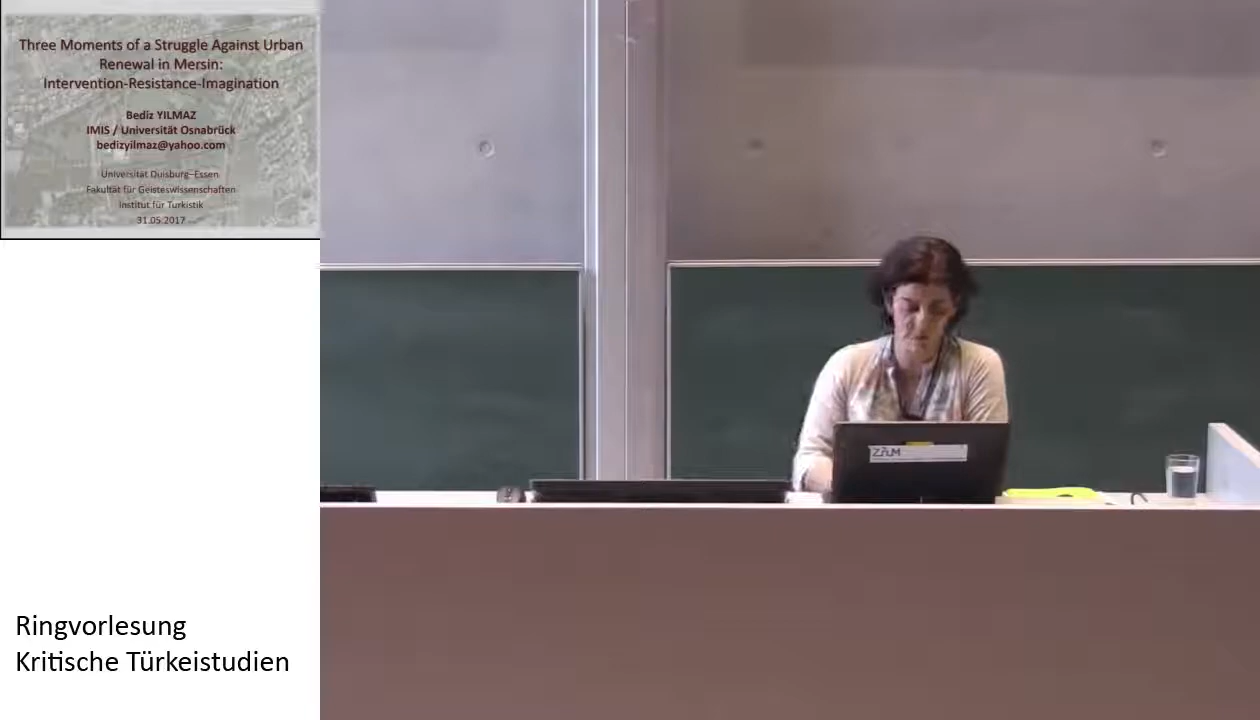 Three Moments of a Struggle Against Urban
Renewal in Mersin:
Intervention-Resistance-Imagination
Bediz YILMAZ
IMIS / Universität Osnabrück
bedizyilmaz@yahoo.com
Universität Duisburg–Essen
Fakultät für Geisteswissenschaften
Institut für Turkistik
31.05.2017
ZAM
Ringvorlesung
Kritische Türkeistudien